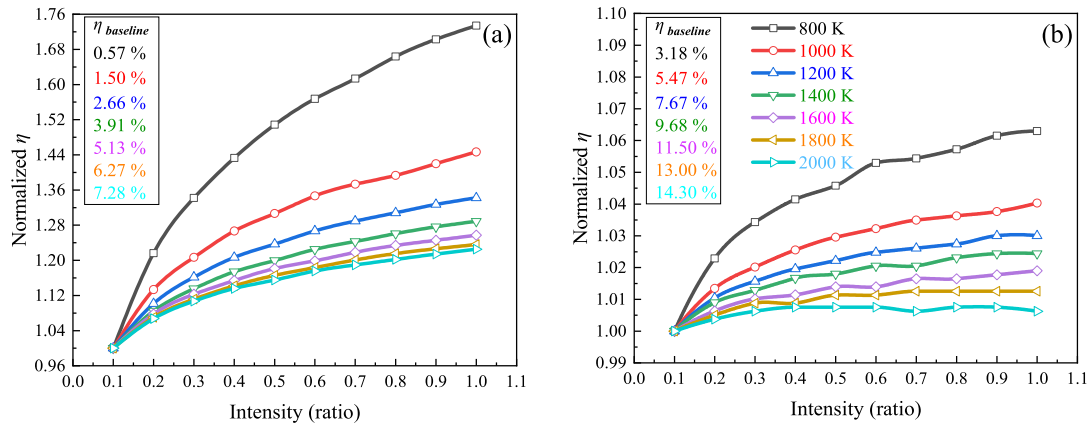 (a)
η baseline
0.57 %
1.50 %
2.66 %
3.91 %
5.13 %
6.27 %
7.28 %
Normalized η
1.76
1.68
1.60
1.52
1.44
1.36
1.28
1.20
1.12
1.04
0.96
0.0 0.1 0.2 0.3 0.4 0.5 0.6 0.7 0.8 0.9 1.0 1.1
Intensity (ratio)
(b)
η baseline
3.18 %
5.47 %
7.67 %
9.68 %
11.50 %
13.00 %
14.30 %
800 K
1000 K
1200 K
1400 K
1600 K
1800 K
2000 K
Normalized η
1.10
1.09
1.08
1.07
1.06
1.05
1.04
1.03
1.02
1.01
1.00
0.99
0.0 0.1 0.2 0.3 0.4 0.5 0.6 0.7 0.8 0.9 1.0 1.1
Intensity (ratio)